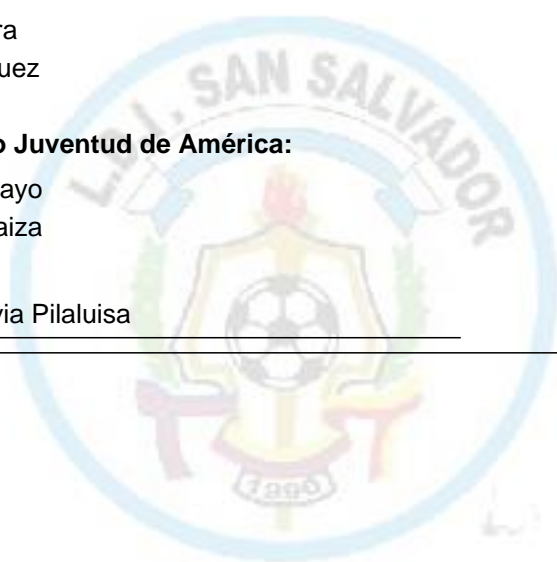 ra
uez
o Juventud de América:
ayo
aiza
via Pilaluisa
L.B.I. SAN SALVADOR
1990